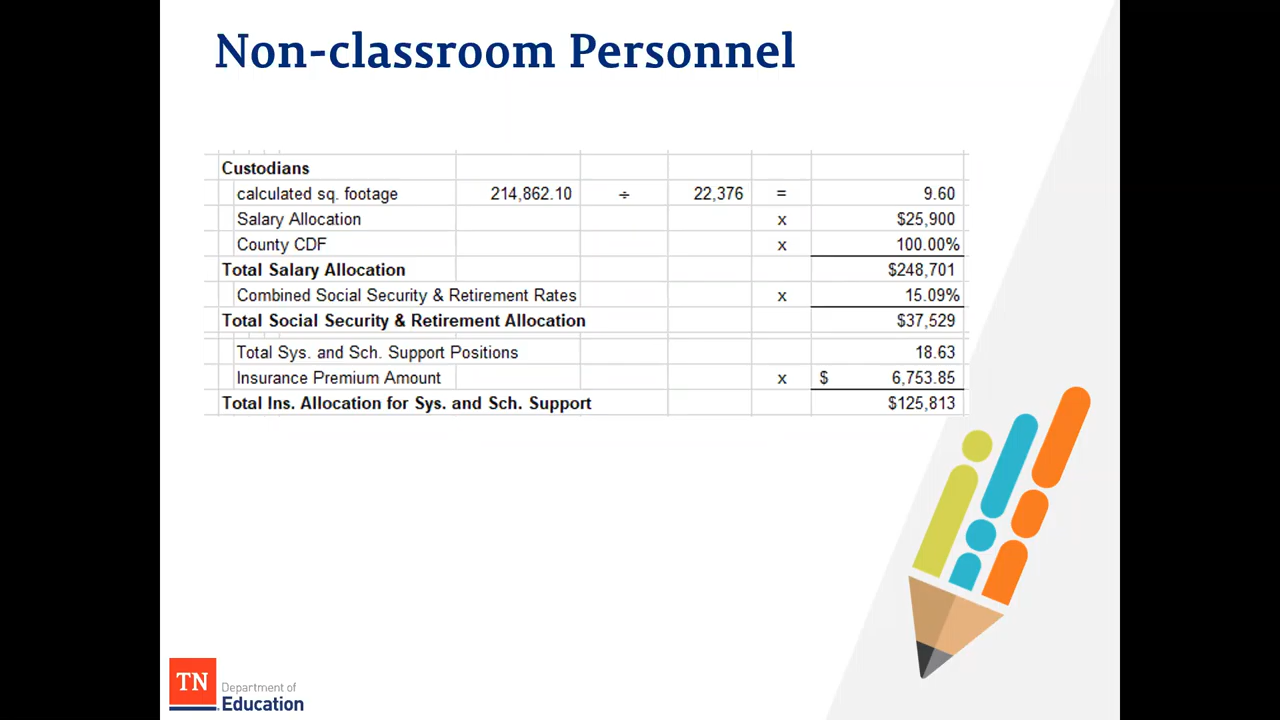 Non-classroom Personnel
Custodians
calculated sq. footage 214,862.10 ÷ 22,376 = 9.60
Salary Allocation x $25,900
County CDF x 100.00%
Total Salary Allocation $248,701
Combined Social Security & Retirement Rates x 15.09%
Total Social Security & Retirement Allocation $37,529
Total Sys. and Sch. Support Positions 18.63
Insurance Premium Amount x $ 6,753.85
Total Ins. Allocation for Sys. and Sch. Support $125,813
TN
Department of
Education